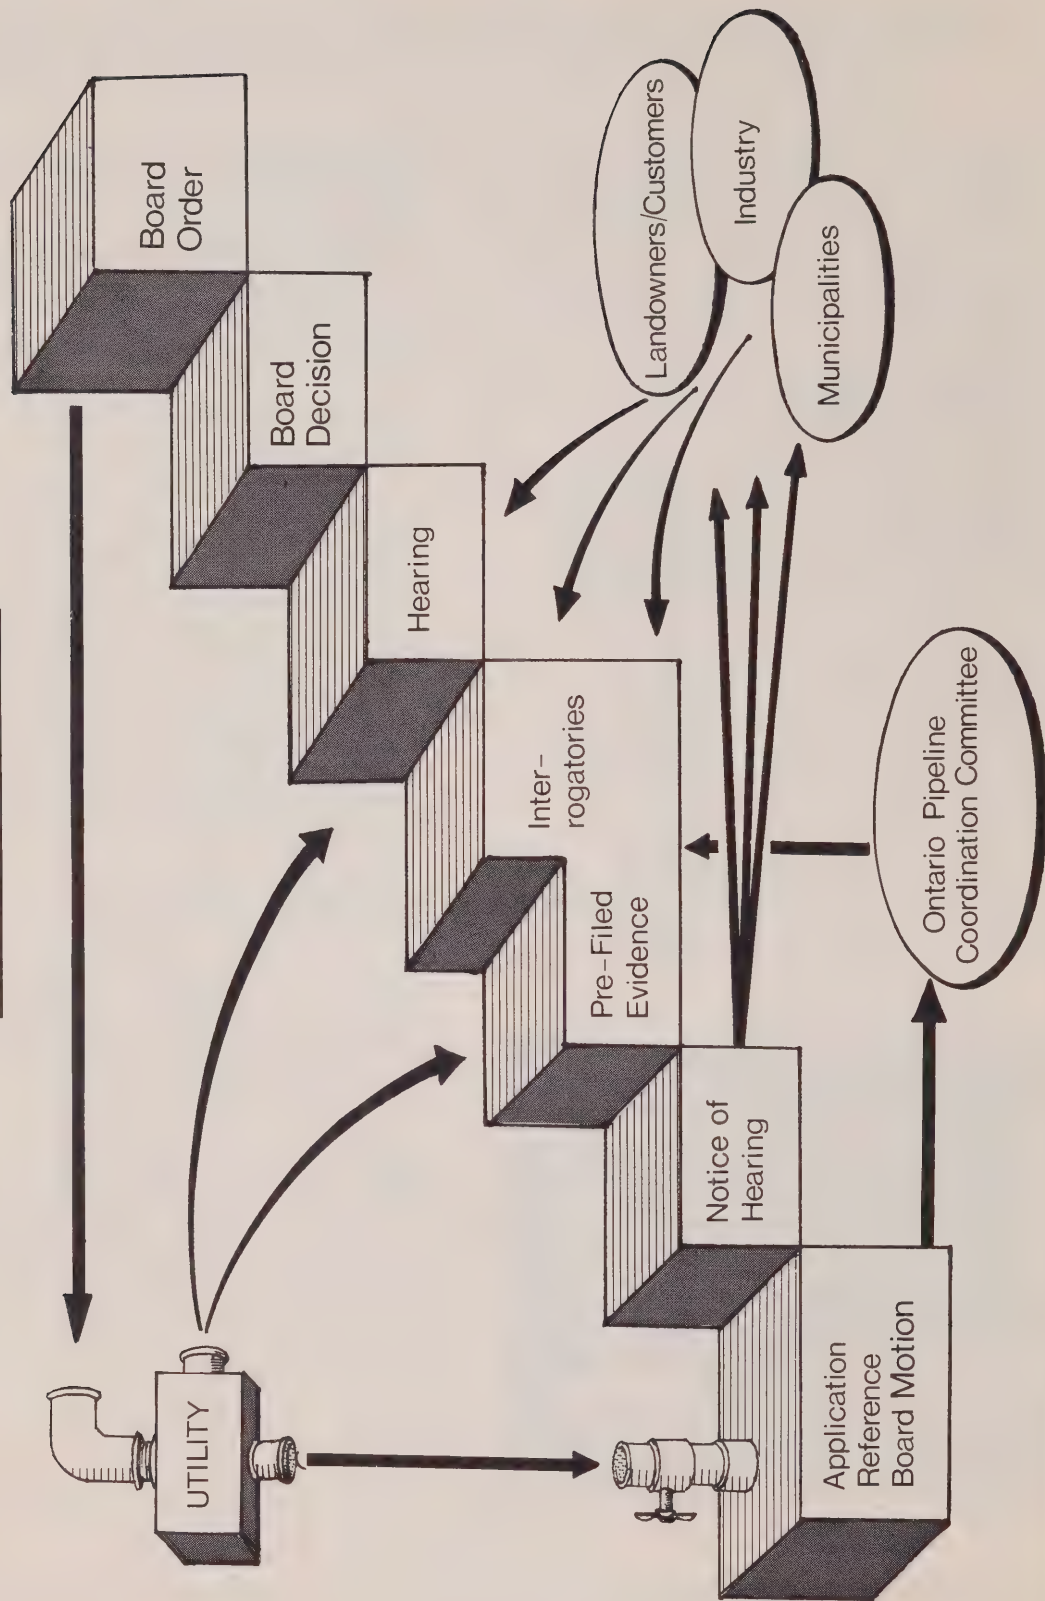 UTILITY
Board
Order
Board
Decision
Hearing
Inter-
rogatories
Pre-Filed
Evidence
Notice of
Hearing
Application
Reference
Board Motion
Landowners/Customers
Industry
Municipalities
Ontario Pipeline
Coordination Committee